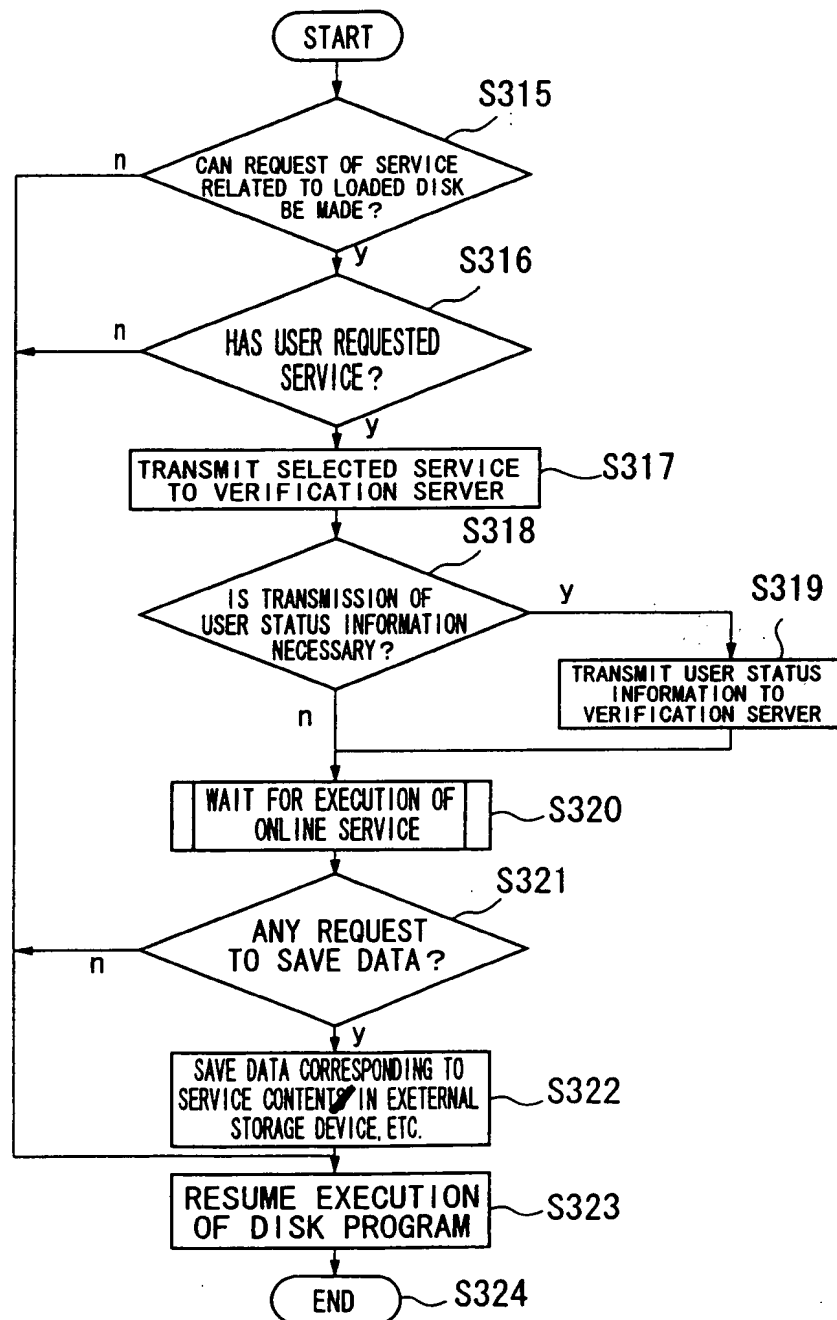 START
S315
n
CAN REQUEST OF SERVICE
RELATED TO LOADED DISK
BE MADE?
y
S316
n
HAS USER REQUESTED
SERVICE?
y
TRANSMIT SELECTED SERVICE
TO VERIFICATION SERVER
S317
S318
IS TRANSMISSION OF
USER STATUS INFORMATION
NECESSARY?
y
S319
TRANSMIT USER STATUS
INFORMATION TO
VERIFICATION SERVER
n
WAIT FOR EXECUTION OF
ONLINE SERVICE
S320
S321
ANY REQUEST
TO SAVE DATA?
n
y
SAVE DATA CORRESPONDING TO
SERVICE CONTENTS IN EXETERNAL
STORAGE DEVICE, ETC.
S322
RESUME EXECUTION
OF DISK PROGRAM
S323
END
S324